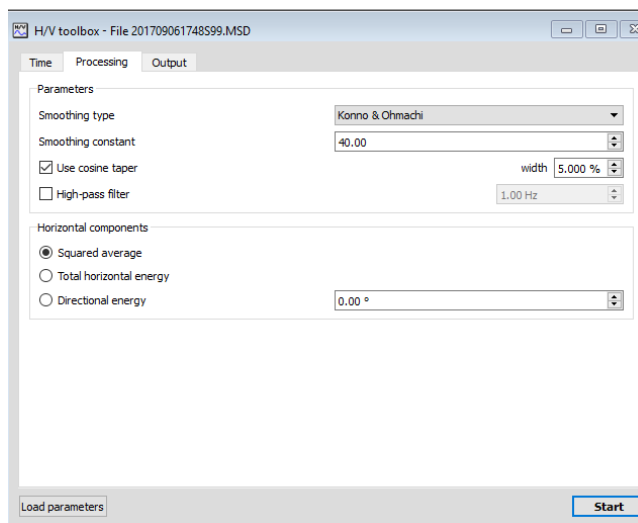 H/V toolbox - File 201709061748S99.MSD
Time Processing Output
Parameters
Smoothing type Konno & Ohmachi
Smoothing constant 40.00
Use cosine taper width 5.000 %
High-pass filter 1.00 Hz
Horizontal components
Squared average
Total horizontal energy
Directional energy 0.00 °
Load parameters Start